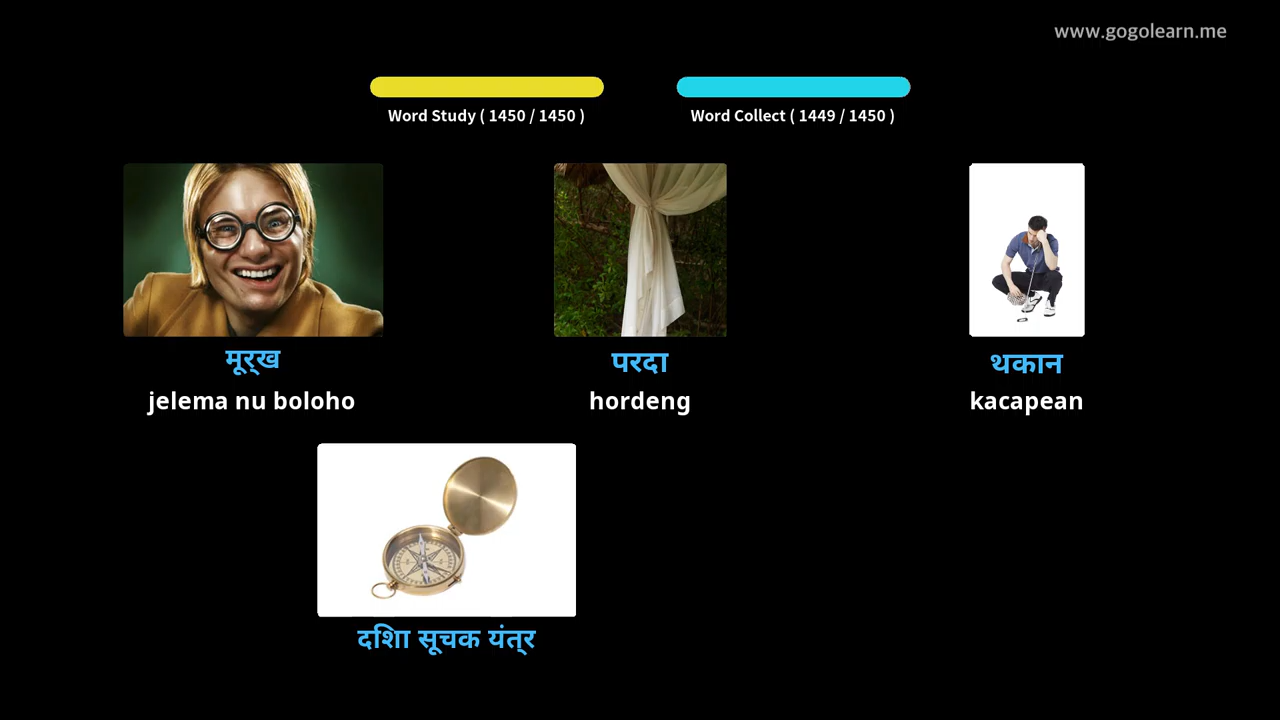 www.gogolearn.me
Word Study ( 1450 / 1450 )
Word Collect ( 1449 / 1450 )
मूर्ख
परदा
थकान
jelema nu boloho
hordeng
kacapean
दिशा सूचक यंत्र